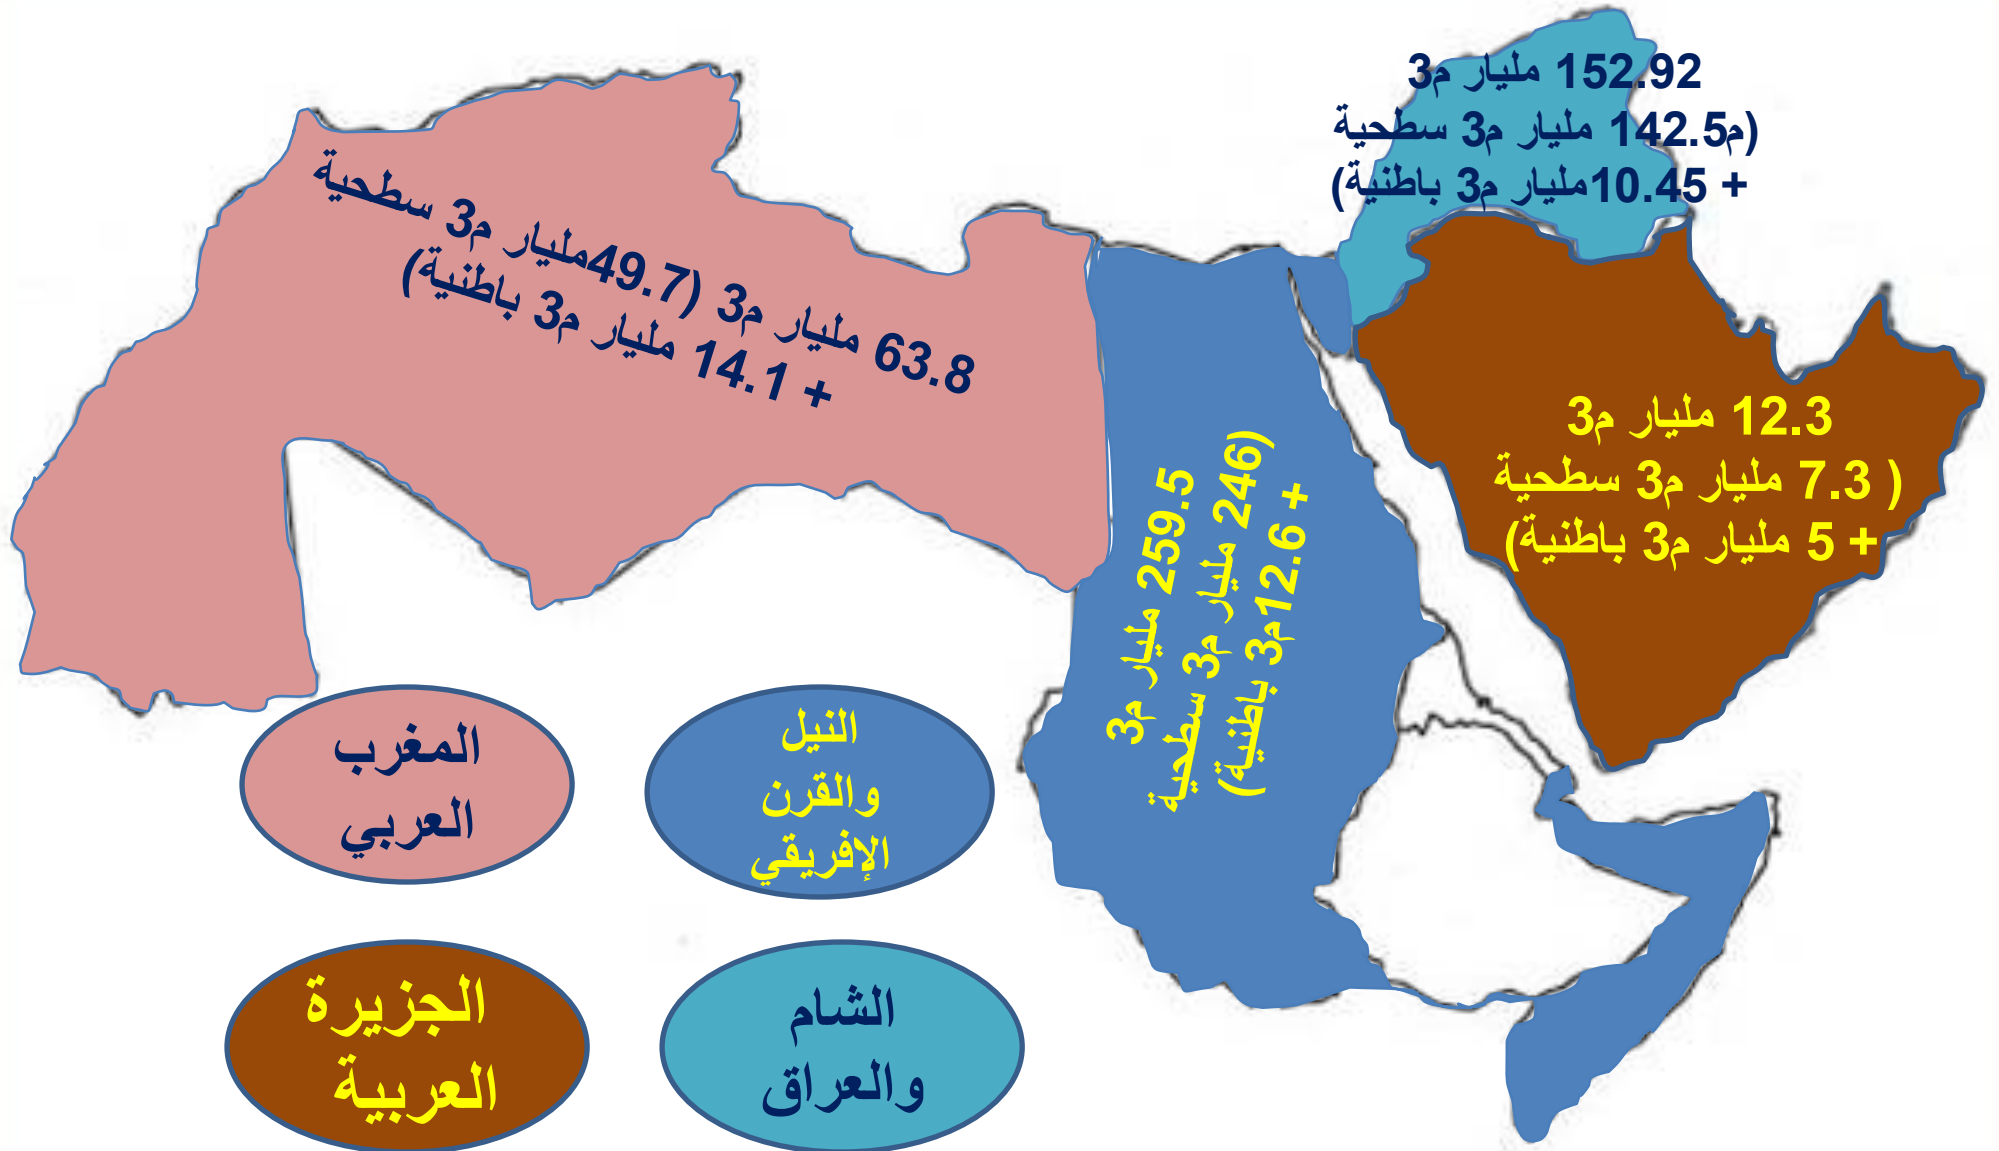 152.92 مليار م3
(م142.5 مليار م3 سطحية
+ 10.45مليار م3 باطنية)
63.8 مليار م3 (49.7مليار م3 سطحية
+ 14.1 مليار م3 باطنية)
259.5 مليار م3
(246 مليار م3 سطحية
+ 12.6م3 باطنية)
12.3 مليار م3
( 7.3 مليار م3 سطحية
+ 5 مليار م3 باطنية)
المغرب
العربي
النيل
والقرن
الإفريقي
الجزيرة
العربية
الشام
والعراق